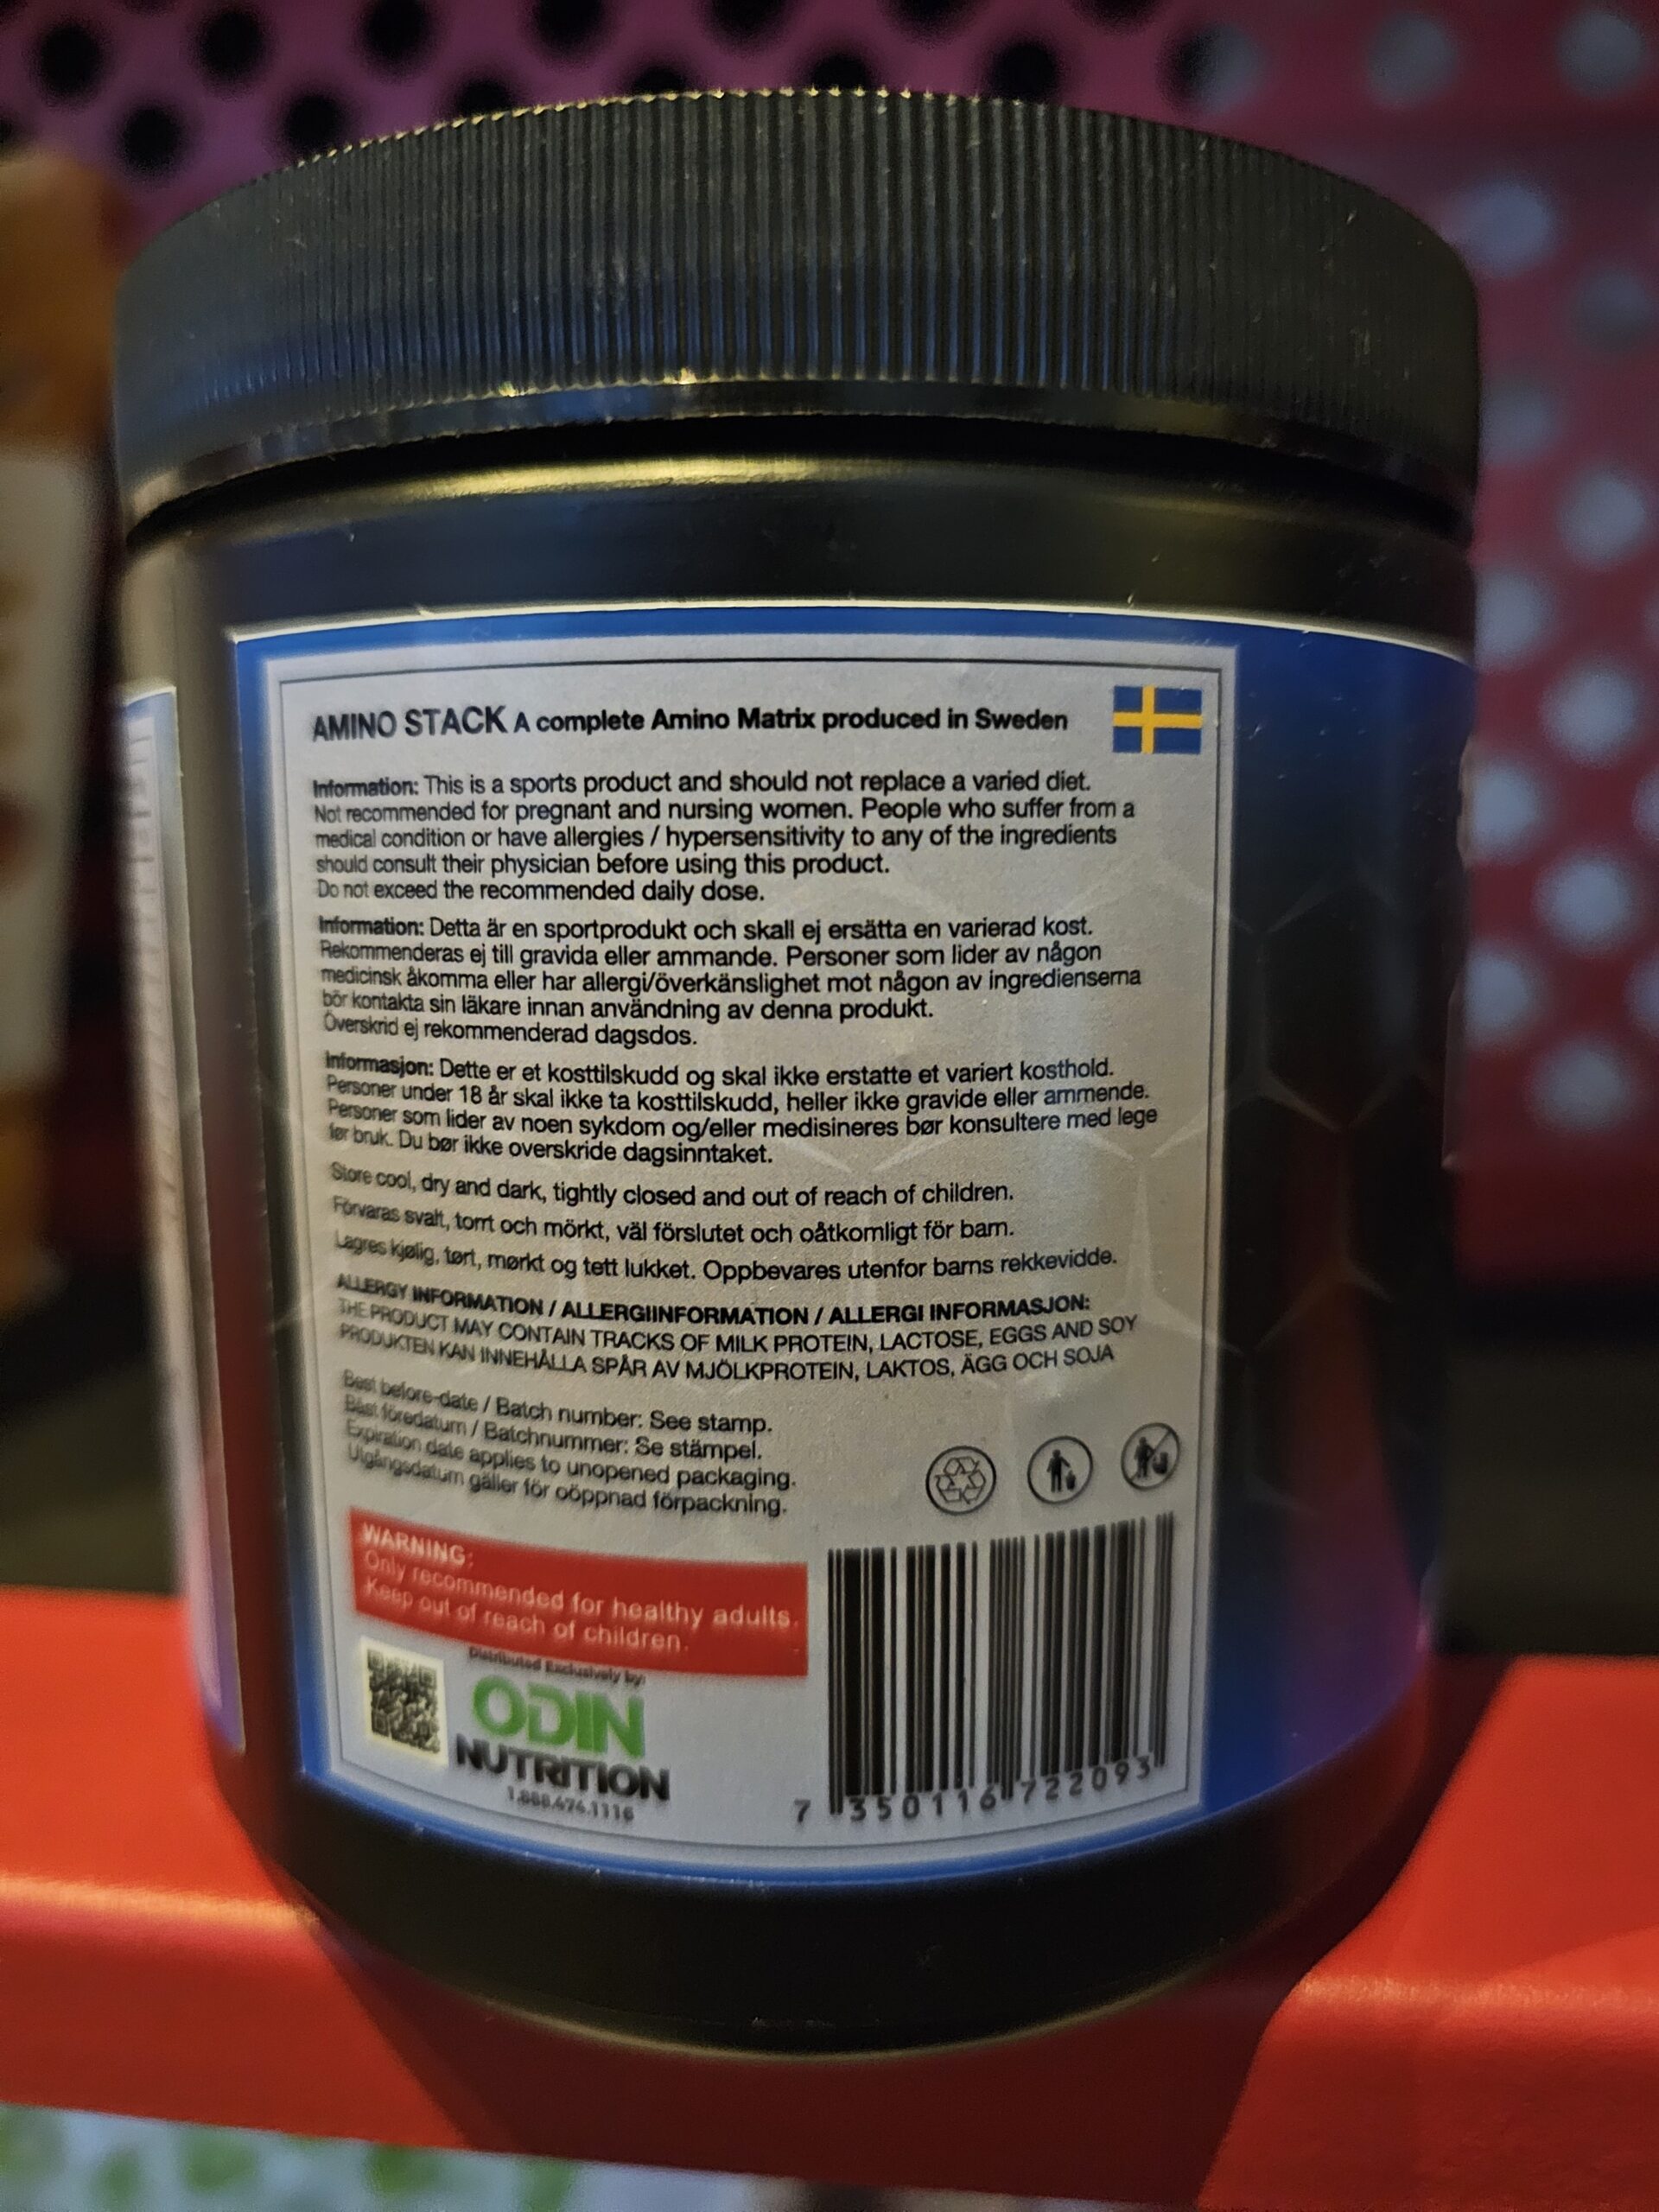 AMINO STACK A complete Amino Matrix produced in Sweden
Information: This is a sports product and should not replace a varied diet.
Not recommended for pregnant and nursing women. People who suffer from a
medical condition or have allergies / hypersensitivity to any of the ingredients
should consult their physician before using this product.
Do not exceed the recommended daily dose.
Information: Detta är en sportprodukt och skall ej ersätta en varierad kost.
Rekommenderas ej till gravida eller ammande. Personer som lider av någon
medicinsk åkomma eller har allergi/överkänslighet mot någon av ingredienserna
bör kontakta sin läkare innan användning av denna produkt.
Överskrid ej rekommenderad dagsdos.
Informasjon: Dette er et kosttilskudd og skal ikke erstatte et variert kosthold.
Personer under 18 år skal ikke ta kosttilskudd, heller ikke gravide eller ammende.
Personer som lider av noen sykdom og/eller medisineres bør konsultere med lege
før bruk. Du bør ikke overskride dagsinntaket.
Store cool, dry and dark, tightly closed and out of reach of children.
Förvaras svalt, torrt och mörkt, väl förslutet och oåtkomligt för barn.
Lagres kjølig, tørt, mørkt og tett lukket. Oppbevares utenfor barns rekkevidde.
ALLERGY INFORMATION / ALLERGIINFORMATION / ALLERGI INFORMASJON:
THE PRODUCT MAY CONTAIN TRACKS OF MILK PROTEIN, LACTOSE, EGGS AND SOY
PRODUKTEN KAN INNEHÅLLA SPÅR AV MJÖLKPROTEIN, LAKTOS, ÄGG OCH SOJA
Best before-date / Batch number: See stamp.
Bäst föredatum / Batchnummer: Se stämpel.
Expiration date applies to unopened packaging.
Utgångsdatum gäller för oöppnad förpackning.
WARNING:
Only recommended for healthy adults.
Keep out of reach of children.
Distributed Exclusively by:
ODIN
NUTRITION
1.888.474.1116
7 350116 722093